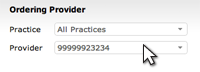 Ordering Provider
Practice All Practices
Provider 99999923234